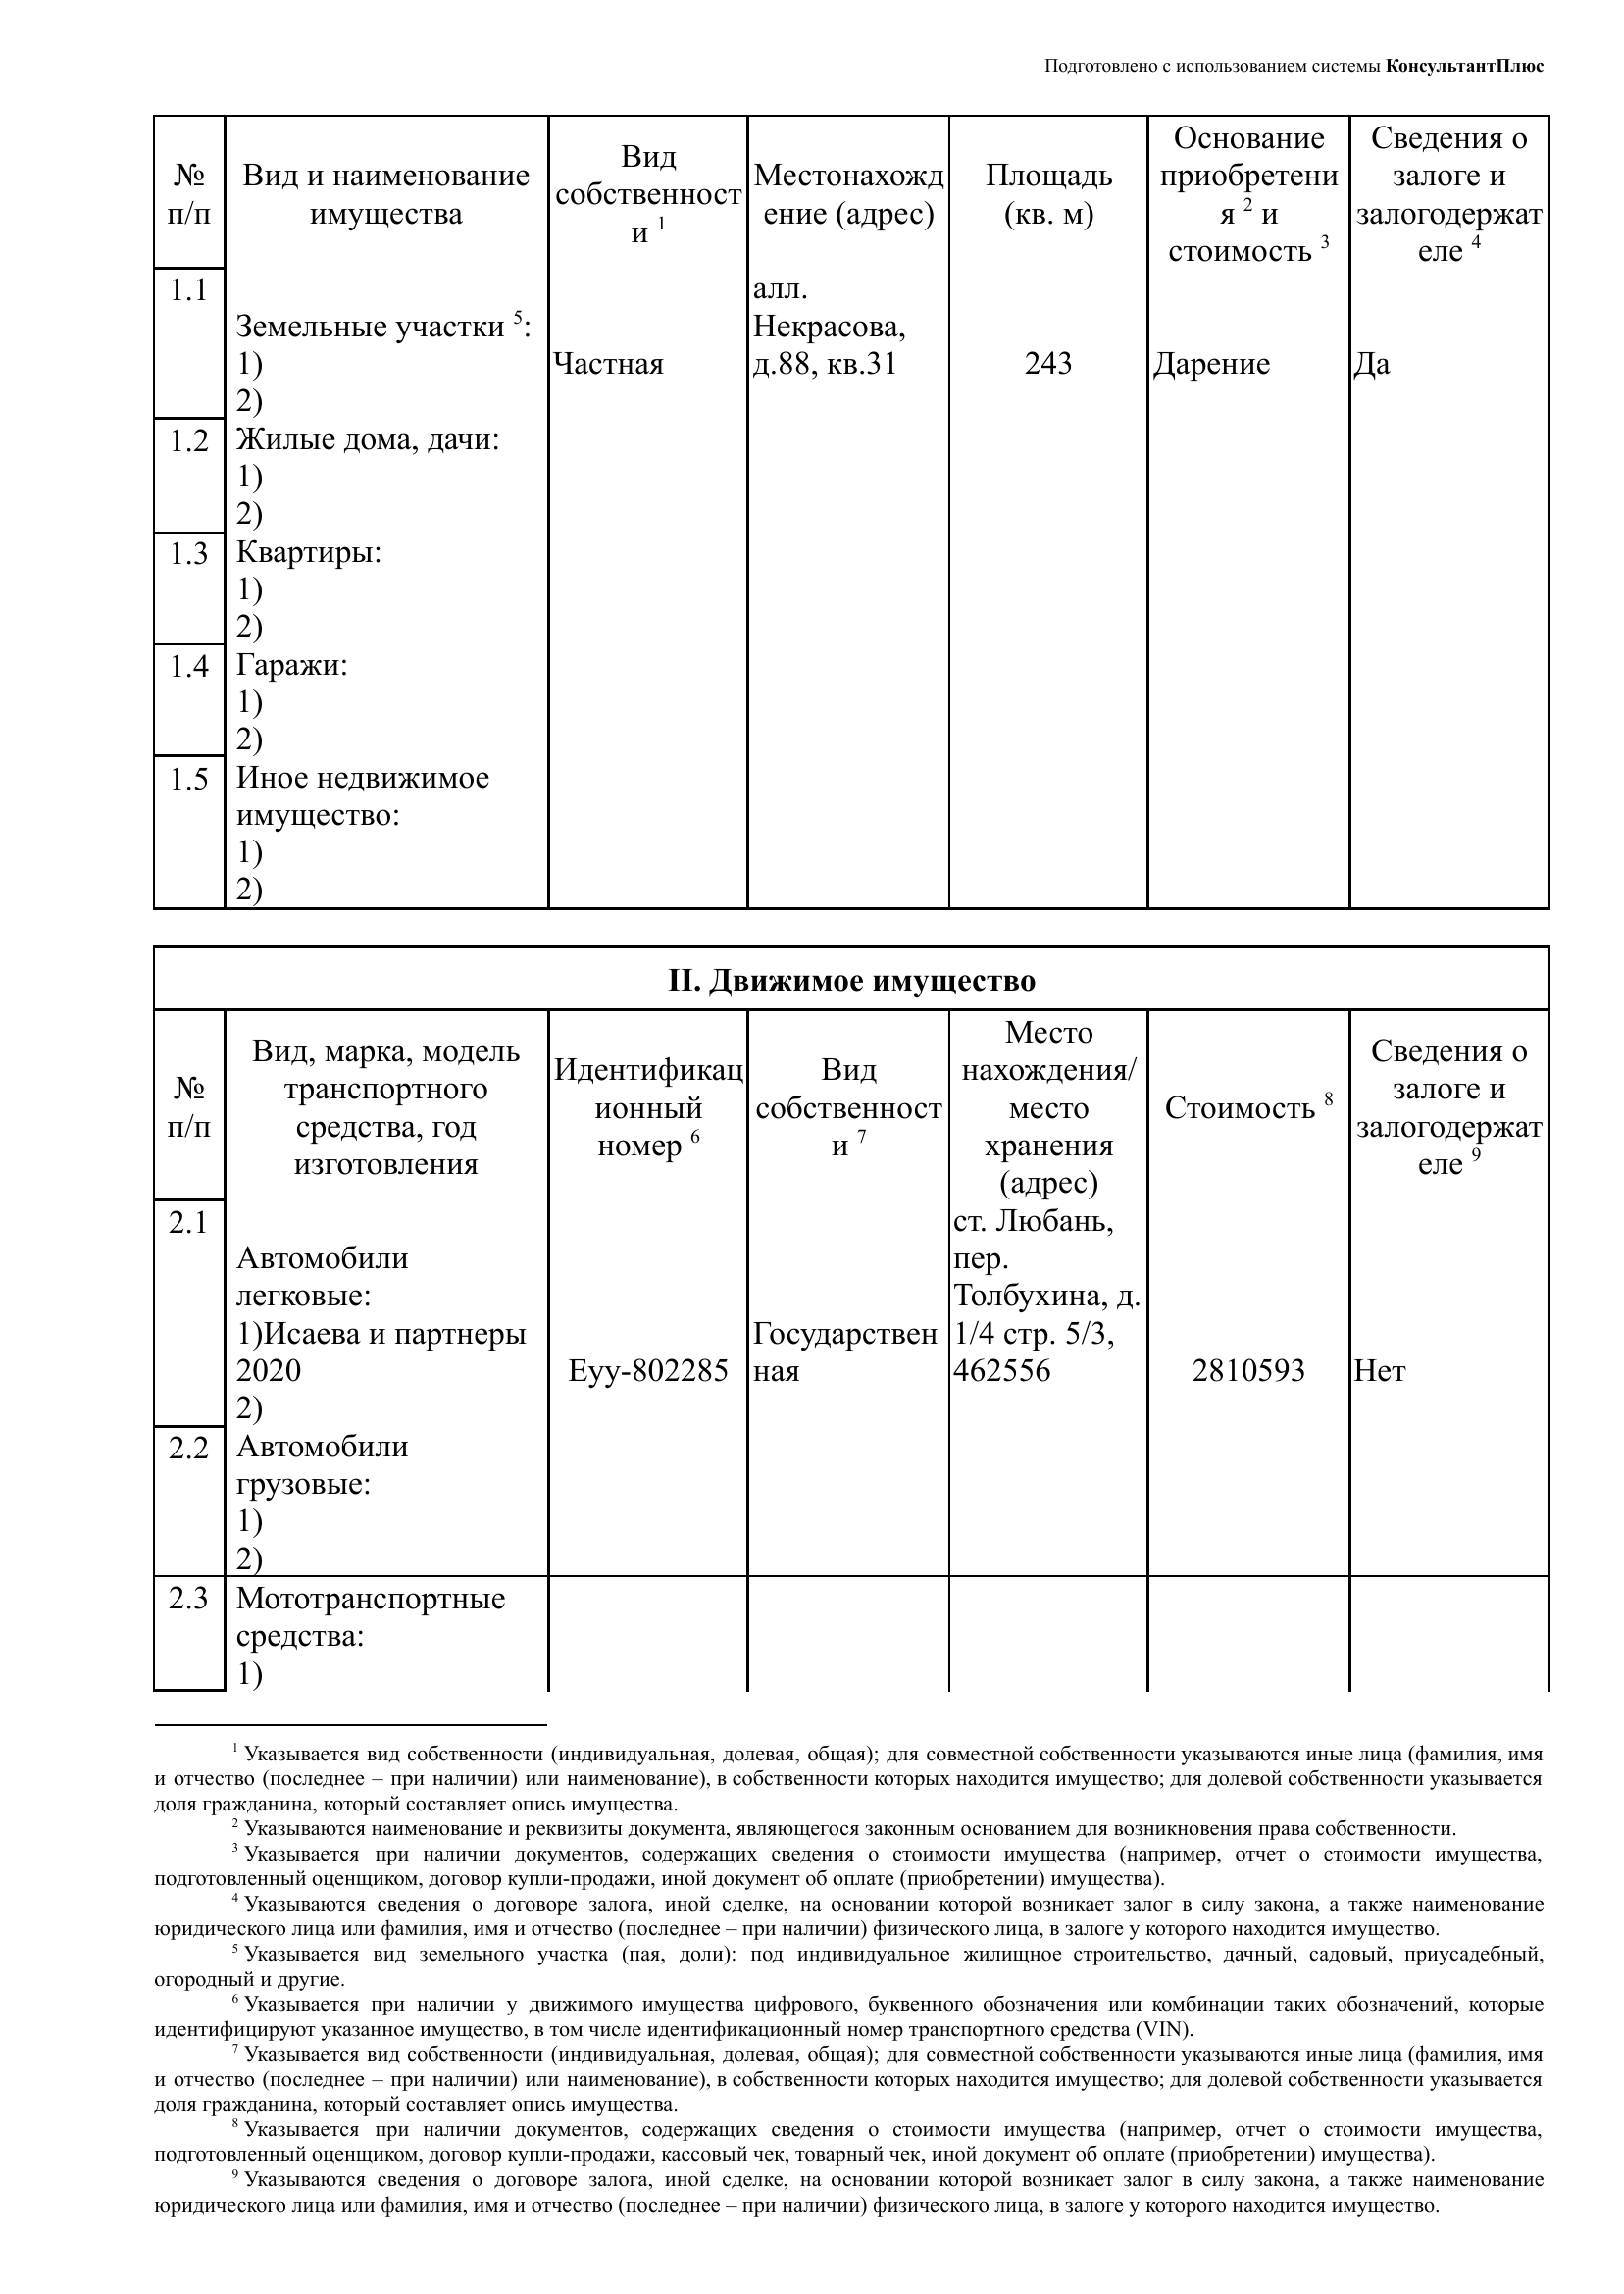 Подготовлено с использованием системы КонсультантПлюс
№ п/п
Вид и наименование имущества
Вид собственност и 1
Местонахожд ение (адрес)
Площадь (кв. м)
Основание приобретени я 2 и стоимость 3
Сведения о залоге и залогодержат еле 4
1.1
Земельные участки 5:
1)
2)
Частная
алл.
Некрасова,
д.88, кв.31
243
Дарение
Да
1.2
Жилые дома, дачи:
1)
2)
1.3
Квартиры:
1)
2)
1.4
Гаражи:
1)
2)
1.5
Иное недвижимое
имущество:
1)
2)
II. Движимое имущество
№ п/п
Вид, марка, модель транспортного средства, год изготовления
Идентификац ионный номер 6
Вид собственност и 7
Место нахождения/ место хранения (адрес)
Стоимость 8
Сведения о залоге и залогодержат еле 9
2.1
Автомобили
легковые:
1)Исаева и партнеры
2020
2)
Еуу-802285
Государствен
ная
ст. Любань,
пер.
Толбухина, д.
1/4 стр. 5/3,
462556
2810593
Нет
2.2
Автомобили
грузовые:
1)
2)
2.3
Мототранспортные
средства:
1)
1 Указывается вид собственности (индивидуальная, долевая, общая); для совместной собственности указываются иные лица (фамилия, имя
и отчество (последнее – при наличии) или наименование), в собственности которых находится имущество; для долевой собственности указывается
доля гражданина, который составляет опись имущества.
2 Указываются наименование и реквизиты документа, являющегося законным основанием для возникновения права собственности.
3 Указывается при наличии документов, содержащих сведения о стоимости имущества (например, отчет о стоимости имущества,
подготовленный оценщиком, договор купли-продажи, иной документ об оплате (приобретении) имущества).
4 Указываются сведения о договоре залога, иной сделке, на основании которой возникает залог в силу закона, а также наименование
юридического лица или фамилия, имя и отчество (последнее – при наличии) физического лица, в залоге у которого находится имущество.
5 Указывается вид земельного участка (пая, доли): под индивидуальное жилищное строительство, дачный, садовый, приусадебный,
огородный и другие.
6 Указывается при наличии у движимого имущества цифрового, буквенного обозначения или комбинации таких обозначений, которые
идентифицируют указанное имущество, в том числе идентификационный номер транспортного средства (VIN).
7 Указывается вид собственности (индивидуальная, долевая, общая); для совместной собственности указываются иные лица (фамилия, имя
и отчество (последнее – при наличии) или наименование), в собственности которых находится имущество; для долевой собственности указывается
доля гражданина, который составляет опись имущества.
8 Указывается при наличии документов, содержащих сведения о стоимости имущества (например, отчет о стоимости имущества,
подготовленный оценщиком, договор купли-продажи, кассовый чек, товарный чек, иной документ об оплате (приобретении) имущества).
9 Указываются сведения о договоре залога, иной сделке, на основании которой возникает залог в силу закона, а также наименование
юридического лица или фамилия, имя и отчество (последнее – при наличии) физического лица, в залоге у которого находится имущество.